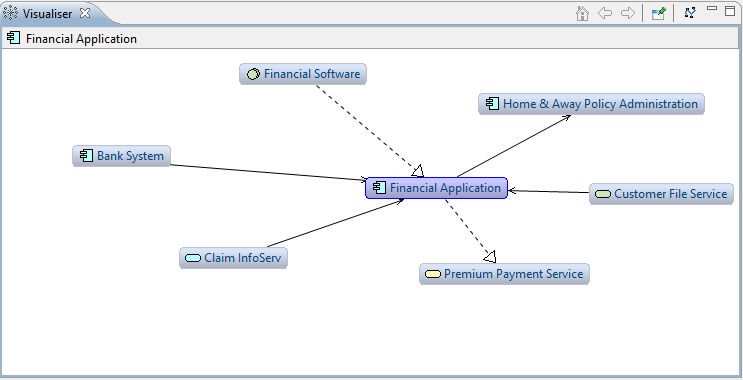 Visualiser
Financial Application
Financial Software
Home & Away Policy Administration
Bank System
Financial Application
Customer File Service
Claim InfoServ
Premium Payment Service